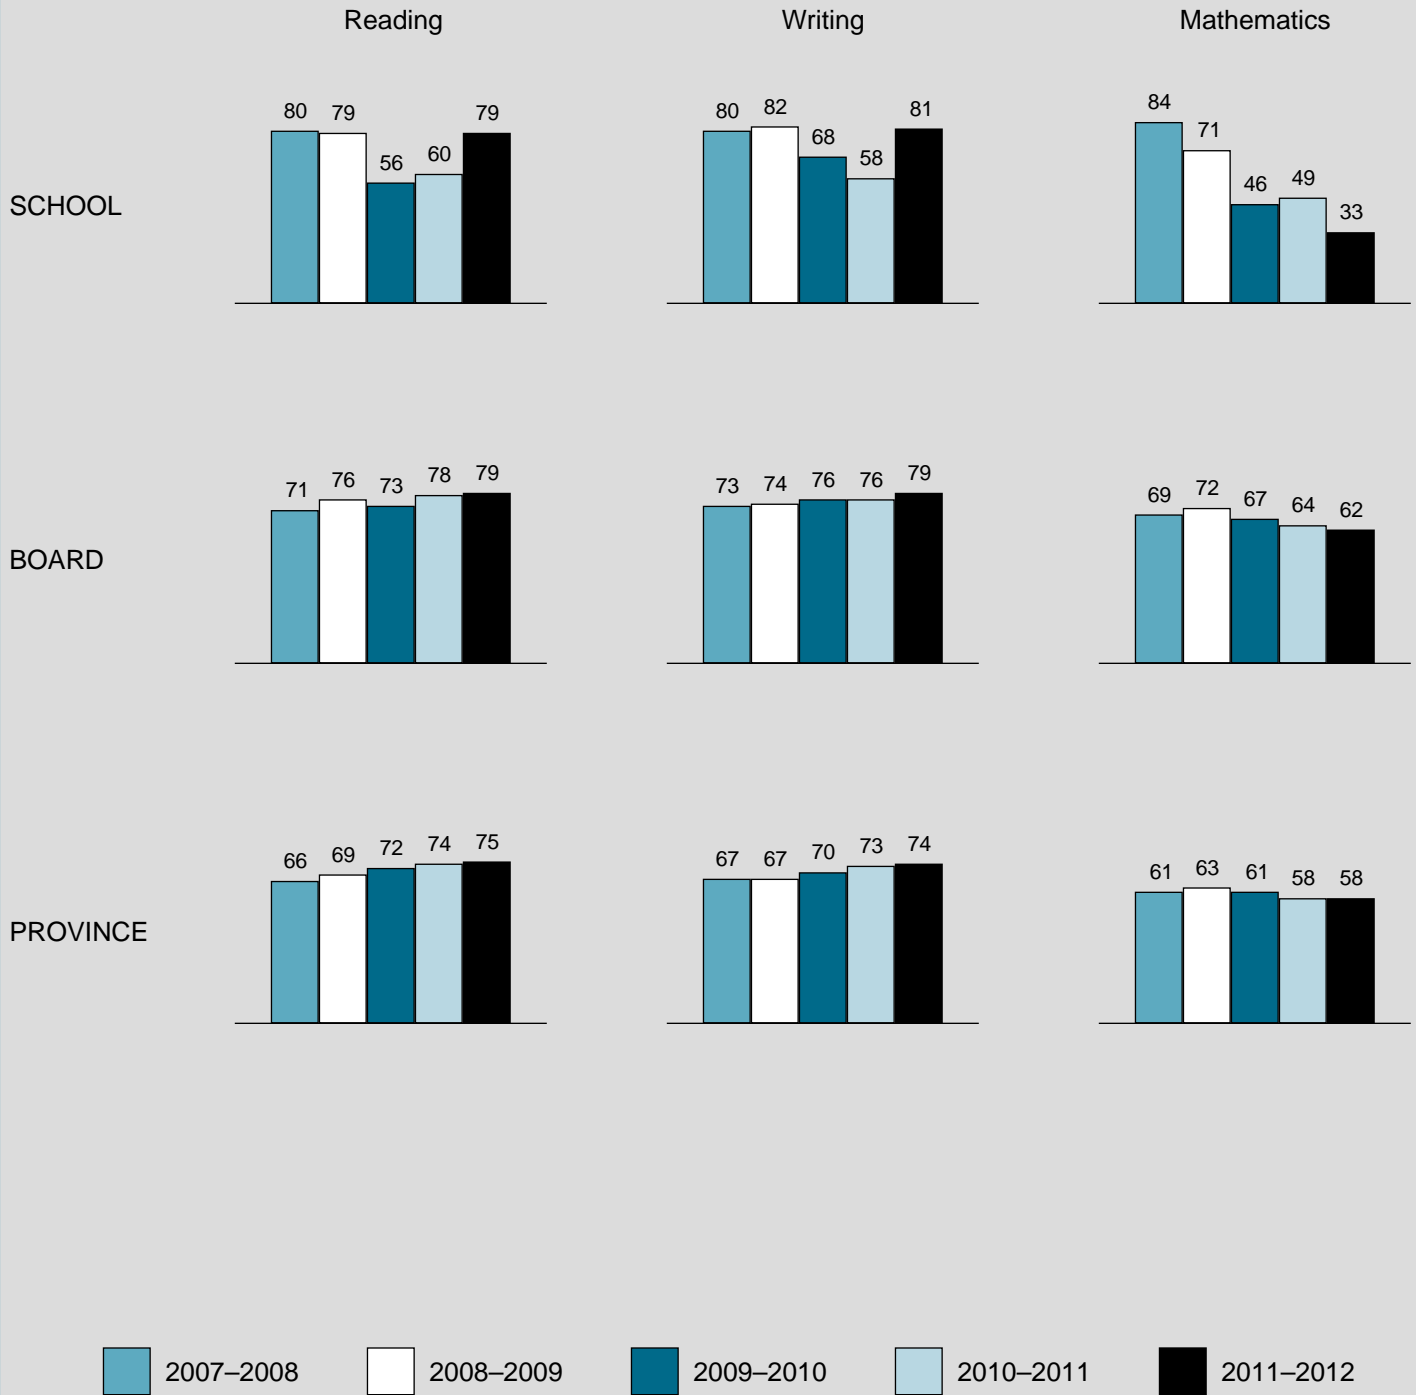 Reading Writing Mathematics
SCHOOL
80 79 56 60 79
80 82 68 58 81
84 71 46 49 33
BOARD
71 76 73 78 79
73 74 76 76 79
69 72 67 64 62
PROVINCE
66 69 72 74 75
67 67 70 73 74
61 63 61 58 58
2007–2008 2008–2009 2009–2010 2010–2011 2011–2012